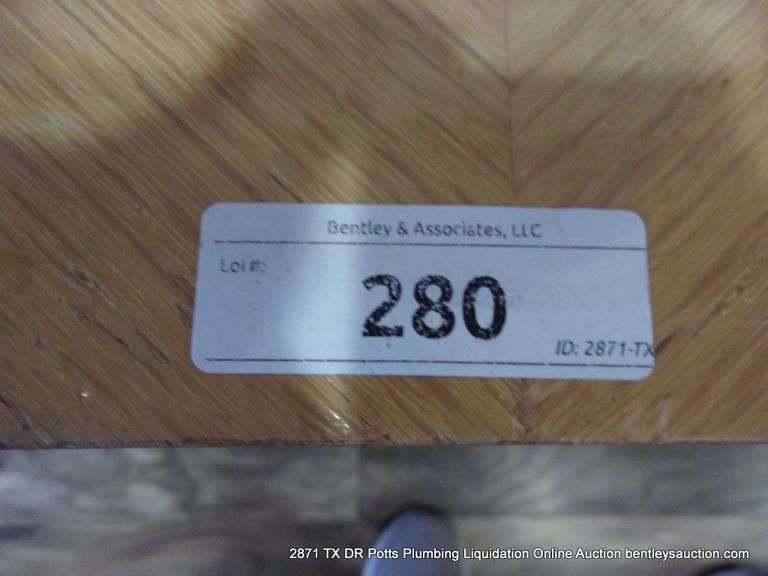 Bentley & Associates, LLC
Lot #:
280
ID: 2871-TX
2871 TX DR Potts Plumbing Liquidation Online Auction bentleysauction.com